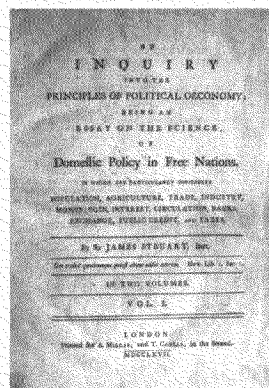 AN
INQUIRY
INTO THE
PRINCIPLES OF POLITICAL OECONOMY:
BEING AN
ESSAY ON THE SCIENCE
OF
Domestic Policy in Free Nations.
IN WHICH ARE PARTICULARLY CONSIDERED
POPULATION, AGRICULTURE, TRADE, INDUSTRY,
MONEY, COIN, INTEREST, CIRCULATION, BANKS,
EXCHANGE, PUBLIC CREDIT, AND TAXES.
By Sir JAMES STEUART, Bart.
IN TWO VOLUMES.
VOL. I.
LONDON:
Printed for A. MILLAR, and T. CADELL, in the Strand.
MDCCLXVII.